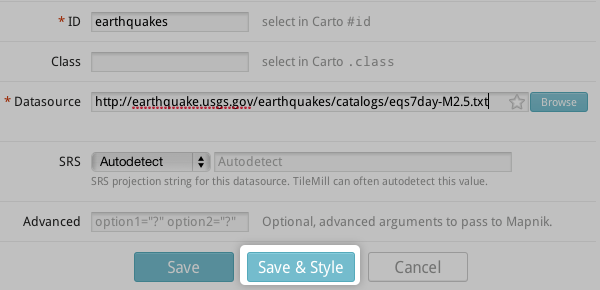 * ID earthquakes select in Carto #id
Class select in Carto .class
* Datasource http://earthquake.usgs.gov/earthquakes/catalogs/eqs7day-M2.5.txt Browse
SRS Autodetect Autodetect
SRS projection string for this datasource. TileMill can often autodetect this value.
Advanced option1="?" option2="?" Optional, advanced arguments to pass to Mapnik.
Save Save & Style Cancel